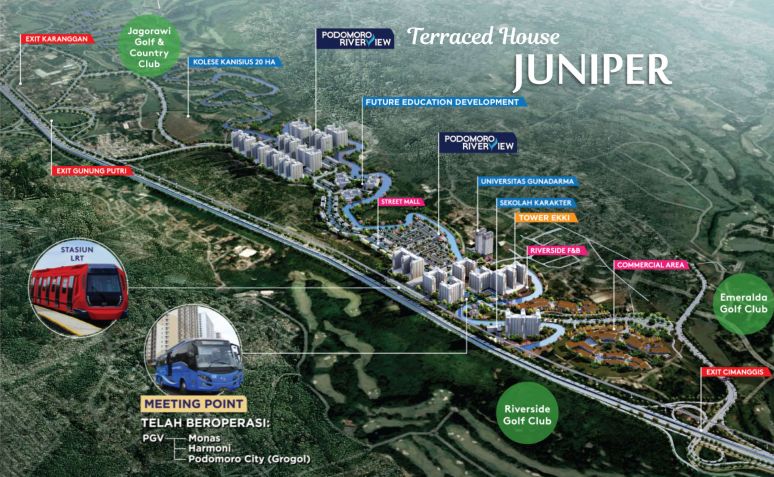 Terraced House
JUNIPER
PODOMORO
RIVERVIEW
Jagorawi
Golf &
Country
Club
EXIT KARANGGAN
KOLESE KANISIUS 20 HA
FUTURE EDUCATION DEVELOPMENT
PODOMORO
RIVERVIEW
EXIT GUNUNG PUTRI
UNIVERSITAS GUNADARMA
STREET MALL
SEKOLAH KARAKTER
TOWER EKKI
RIVERSIDE F&B
COMMERCIAL AREA
STASIUN
LRT
Emeralda
Golf Club
EXIT CIMANGGIS
Riverside
Golf Club
MEETING POINT
TELAH BEROPERASI:
PGV Monas
Harmoni
Podomoro City (Grogol)